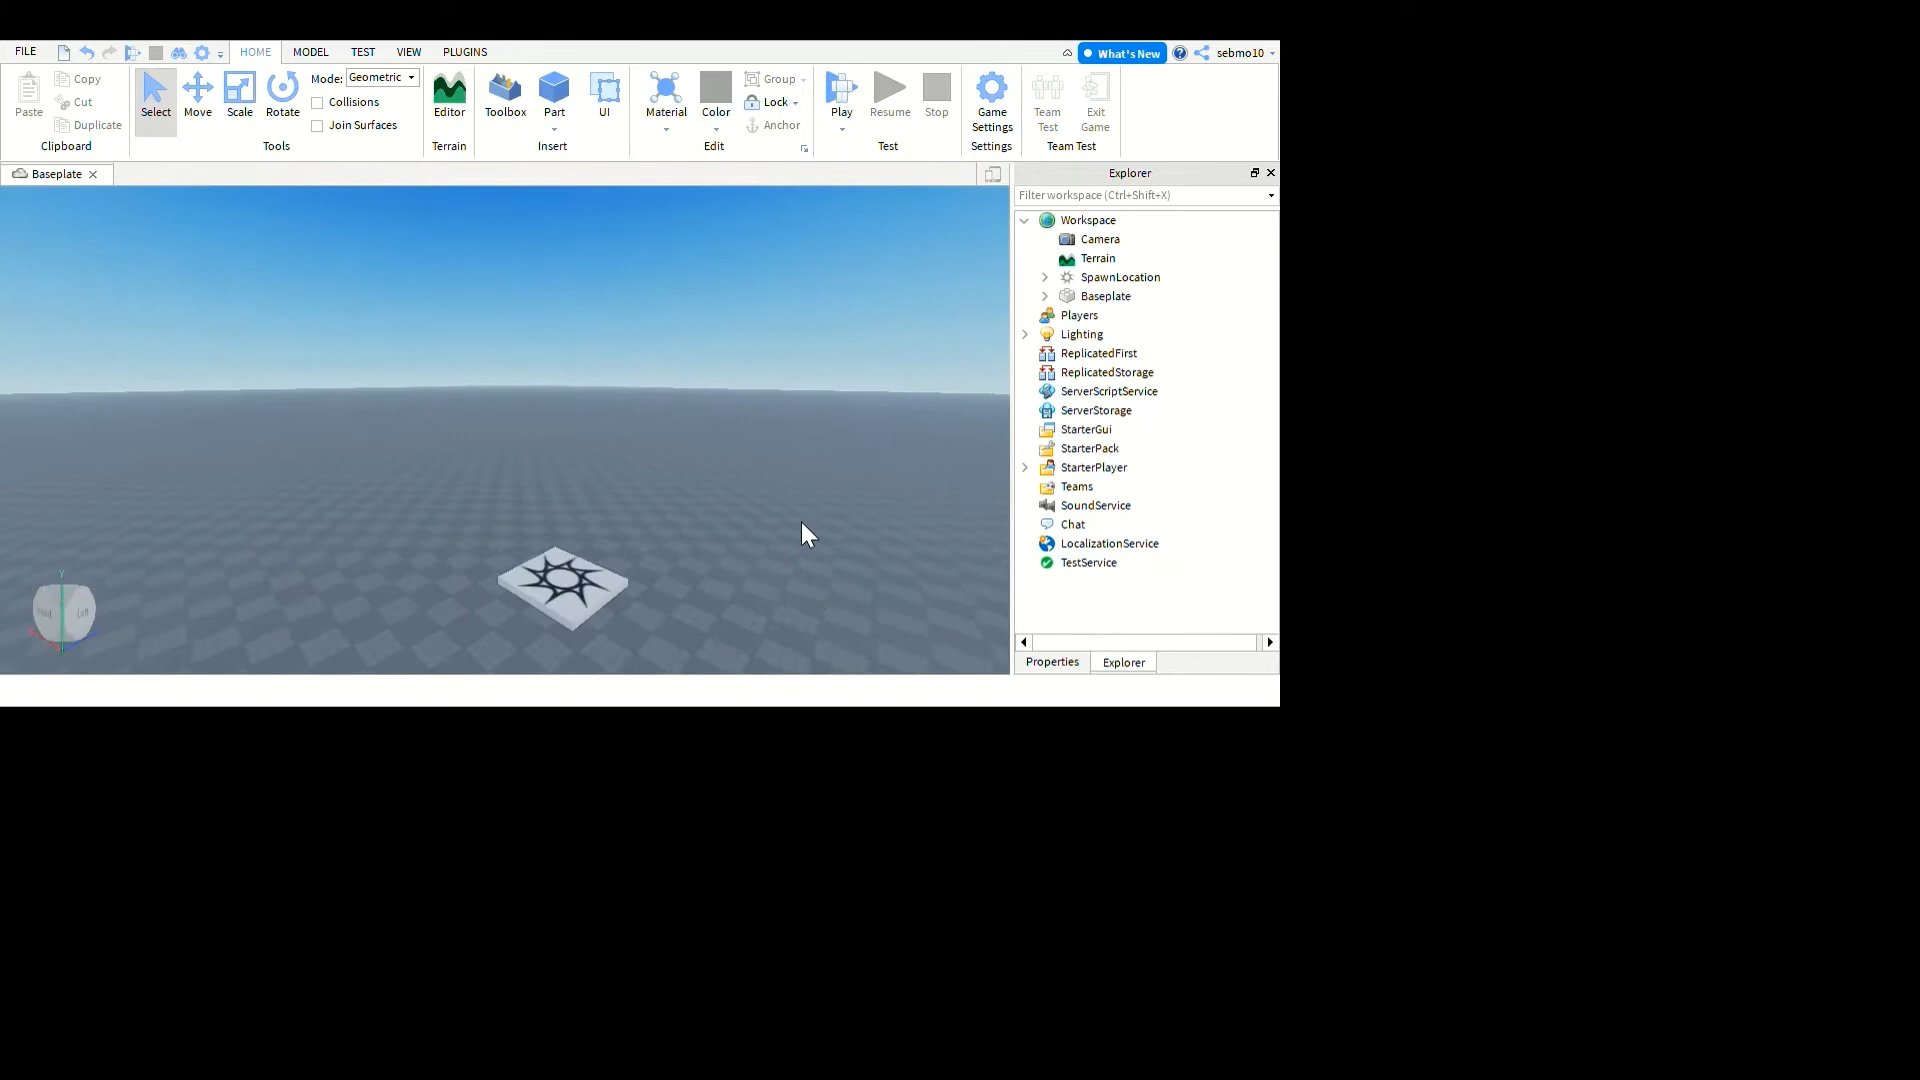 FILE
HOME
MODEL
TEST
VIEW
PLUGINS
What's New
sebmo10
Paste
Copy
Cut
Duplicate
Clipboard
Select
Move
Scale
Rotate
Mode: Geometric
Collisions
Join Surfaces
Tools
Editor
Terrain
Toolbox
Part
UI
Insert
Material
Color
Group
Lock
Anchor
Edit
Play
Resume
Stop
Test
Game
Settings
Settings
Team
Test
Exit
Game
Team Test
Baseplate
Explorer
Filter workspace (Ctrl+Shift+X)
Workspace
Camera
Terrain
SpawnLocation
Baseplate
Players
Lighting
ReplicatedFirst
ReplicatedStorage
ServerScriptService
ServerStorage
StarterGui
StarterPack
StarterPlayer
Teams
SoundService
Chat
LocalizationService
TestService
Y
Left
Properties
Explorer